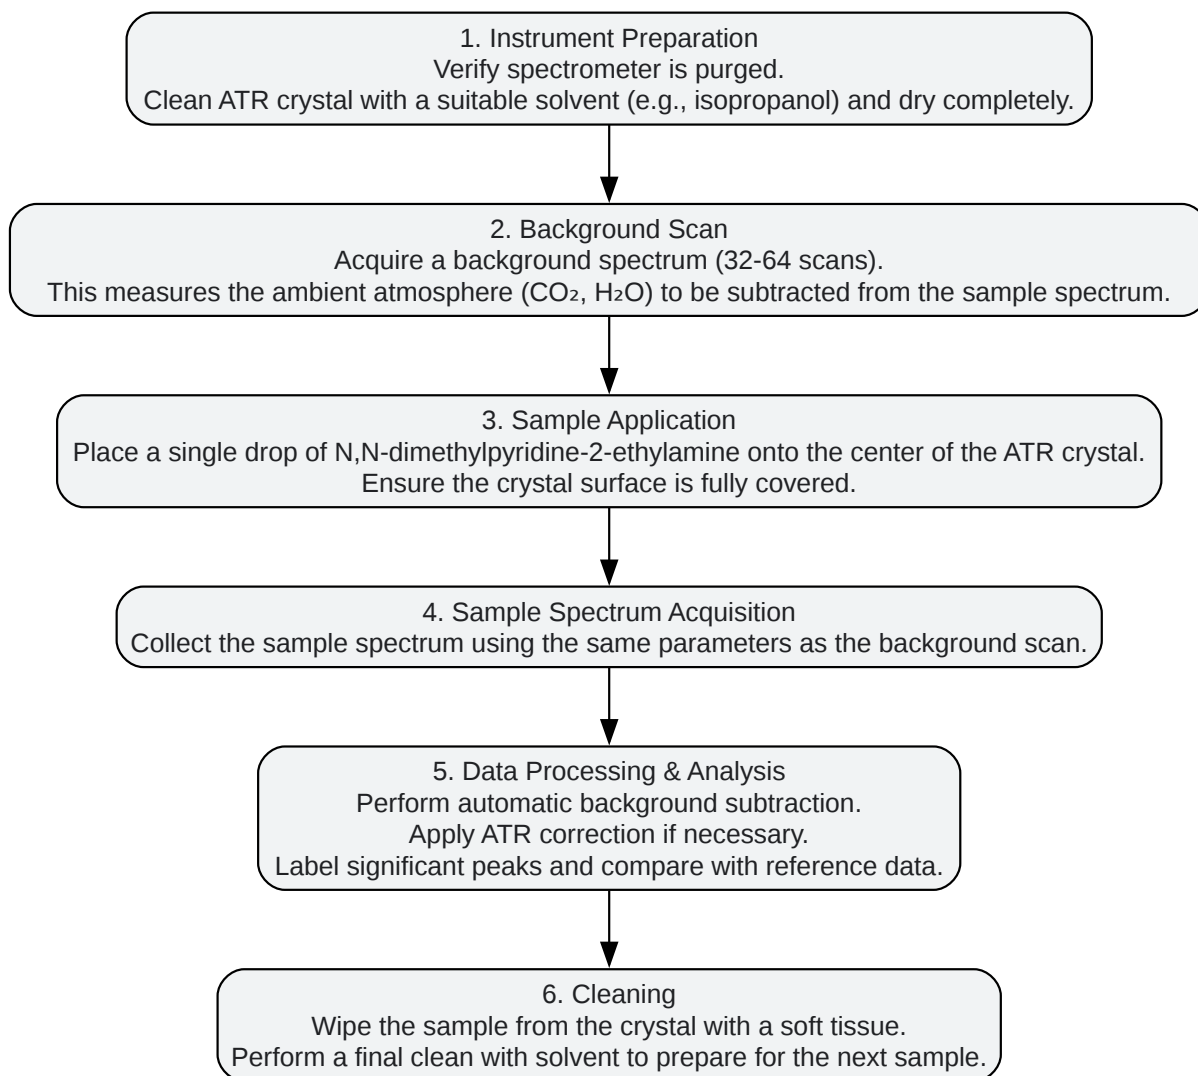 1. Instrument Preparation
Verify spectrometer is purged.
Clean ATR crystal with a suitable solvent (e.g., isopropanol) and dry completely.
2. Background Scan
Acquire a background spectrum (32-64 scans).
This measures the ambient atmosphere (CO₂, H₂O) to be subtracted from the sample spectrum.
3. Sample Application
Place a single drop of N,N-dimethylpyridine-2-ethylamine onto the center of the ATR crystal.
Ensure the crystal surface is fully covered.
4. Sample Spectrum Acquisition
Collect the sample spectrum using the same parameters as the background scan.
5. Data Processing & Analysis
Perform automatic background subtraction.
Apply ATR correction if necessary.
Label significant peaks and compare with reference data.
6. Cleaning
Wipe the sample from the crystal with a soft tissue.
Perform a final clean with solvent to prepare for the next sample.